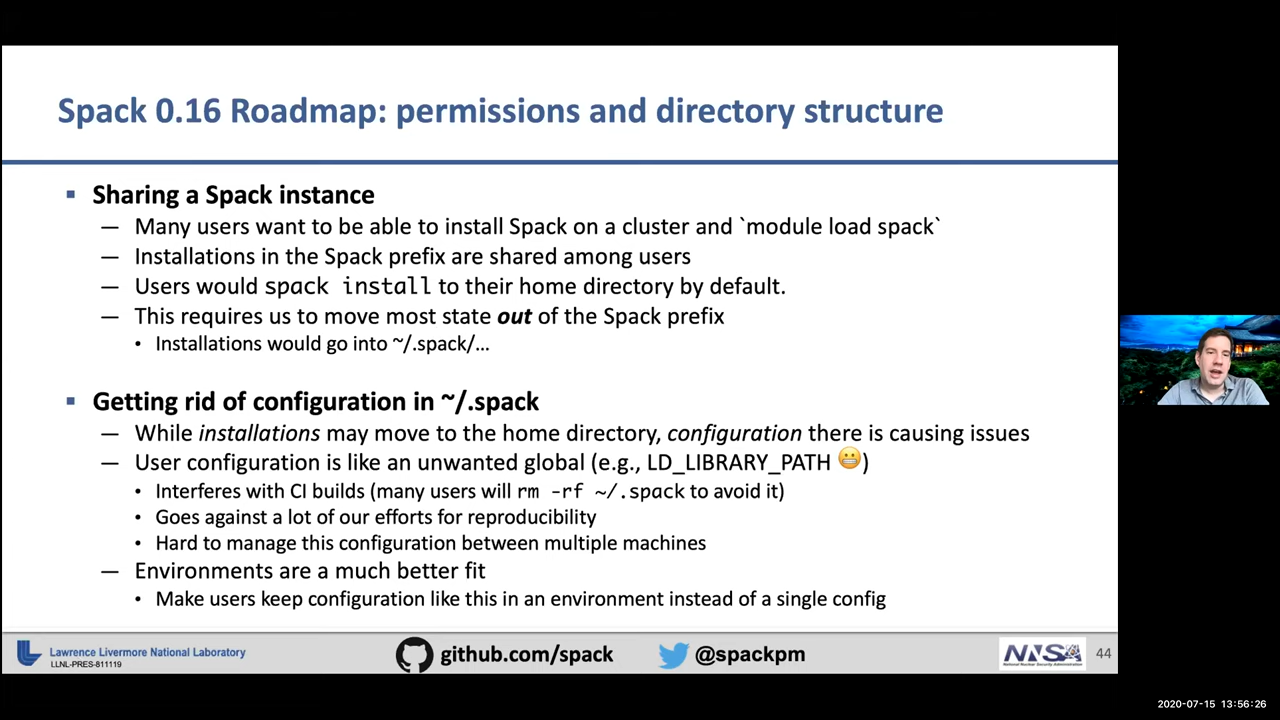 Spack 0.16 Roadmap: permissions and directory structure
▪ Sharing a Spack instance
— Many users want to be able to install Spack on a cluster and `module load spack`
— Installations in the Spack prefix are shared among users
— Users would spack install to their home directory by default.
— This requires us to move most state out of the Spack prefix
• Installations would go into ~/.spack/…
▪ Getting rid of configuration in ~/.spack
— While installations may move to the home directory, configuration there is causing issues
— User configuration is like an unwanted global (e.g., LD_LIBRARY_PATH 😬)
• Interferes with CI builds (many users will rm -rf ~/.spack to avoid it)
• Goes against a lot of our efforts for reproducibility
• Hard to manage this configuration between multiple machines
— Environments are a much better fit
• Make users keep configuration like this in an environment instead of a single config
Lawrence Livermore National Laboratory
LLNL-PRES-811119
github.com/spack
@spackpm
NNSA
National Nuclear Security Administration
44
2020-07-15 13:56:26